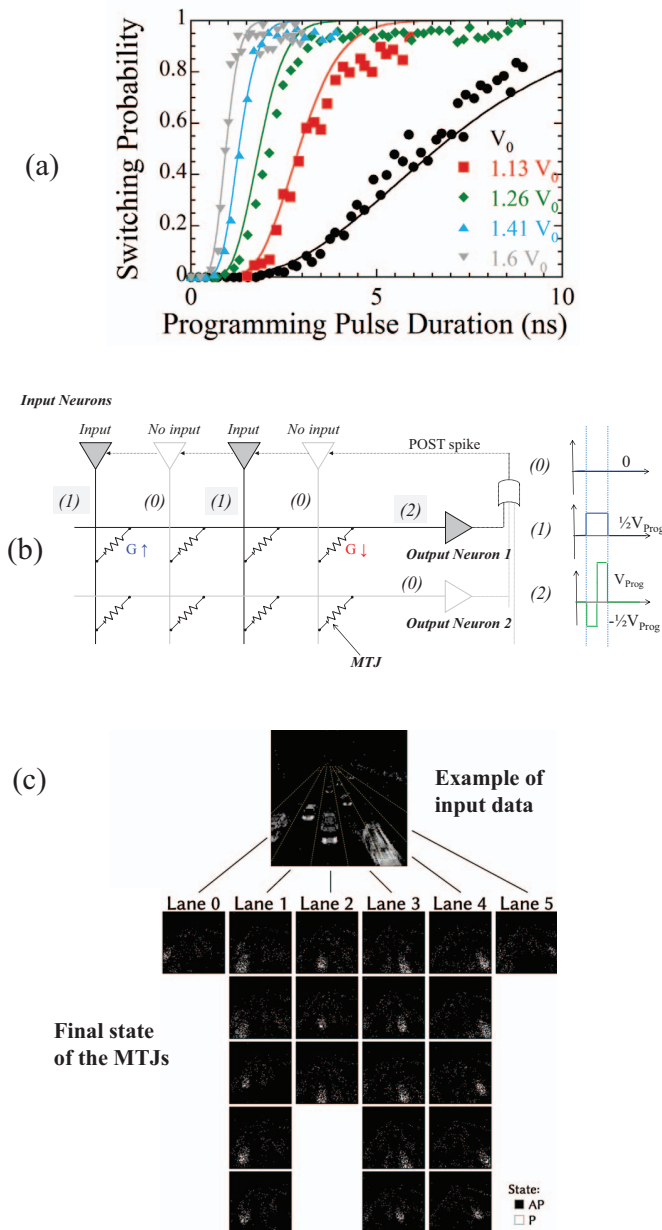 (a)
Switching Probability
1.0
0.8
0.6
0.4
0.2
0
V₀
1.13 V₀
1.26 V₀
1.41 V₀
1.6 V₀
0 5 10
Programming Pulse Duration (ns)
(b)
Input Neurons
Input No input Input No input
POST spike
(1) (0) (1) (0) (2)
G ↑ G ↓
Output Neuron 1
(0)
Output Neuron 2
MTJ
(0) 0
(1) ½VProg
(2) VProg
-½VProg
(c)
Example of
input data
Lane 0 Lane 1 Lane 2 Lane 3 Lane 4 Lane 5
Final state
of the MTJs
State:
AP
P